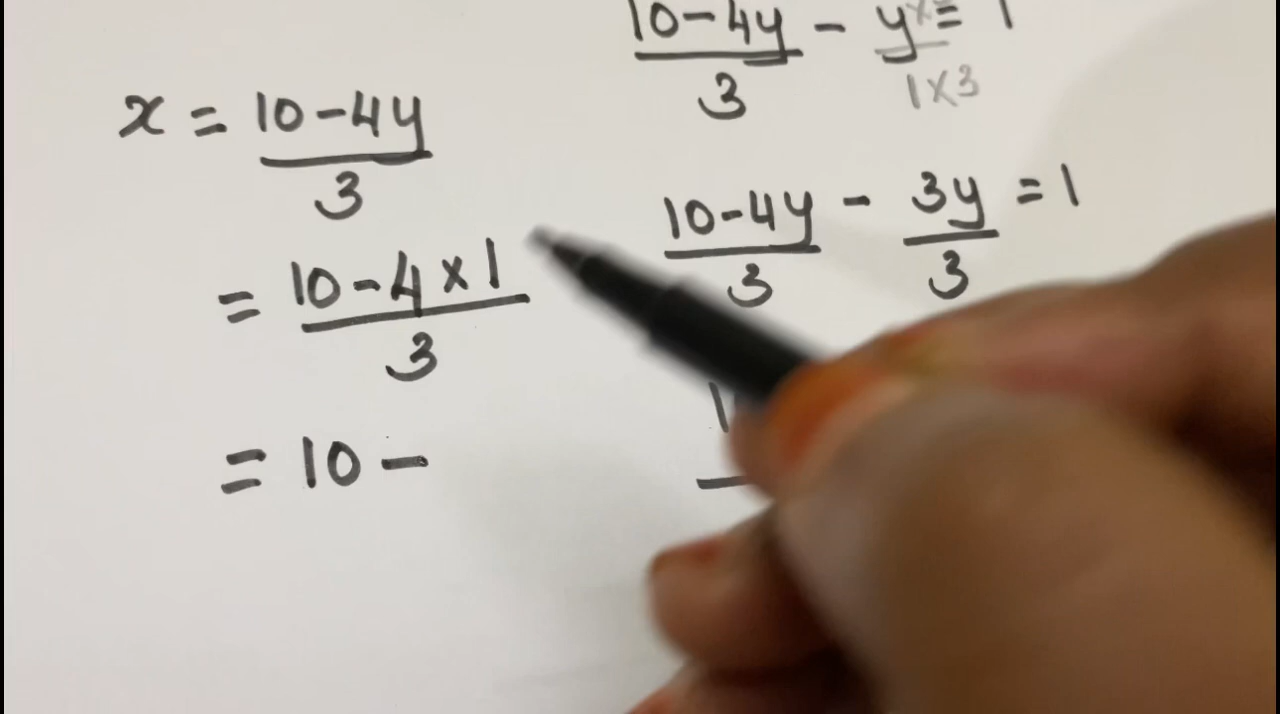 x = 10-4y
3
= 10-4×1
3
= 10-
10-4y - y× = 1
3 1×3
10-4y - 3y = 1
3 3
1